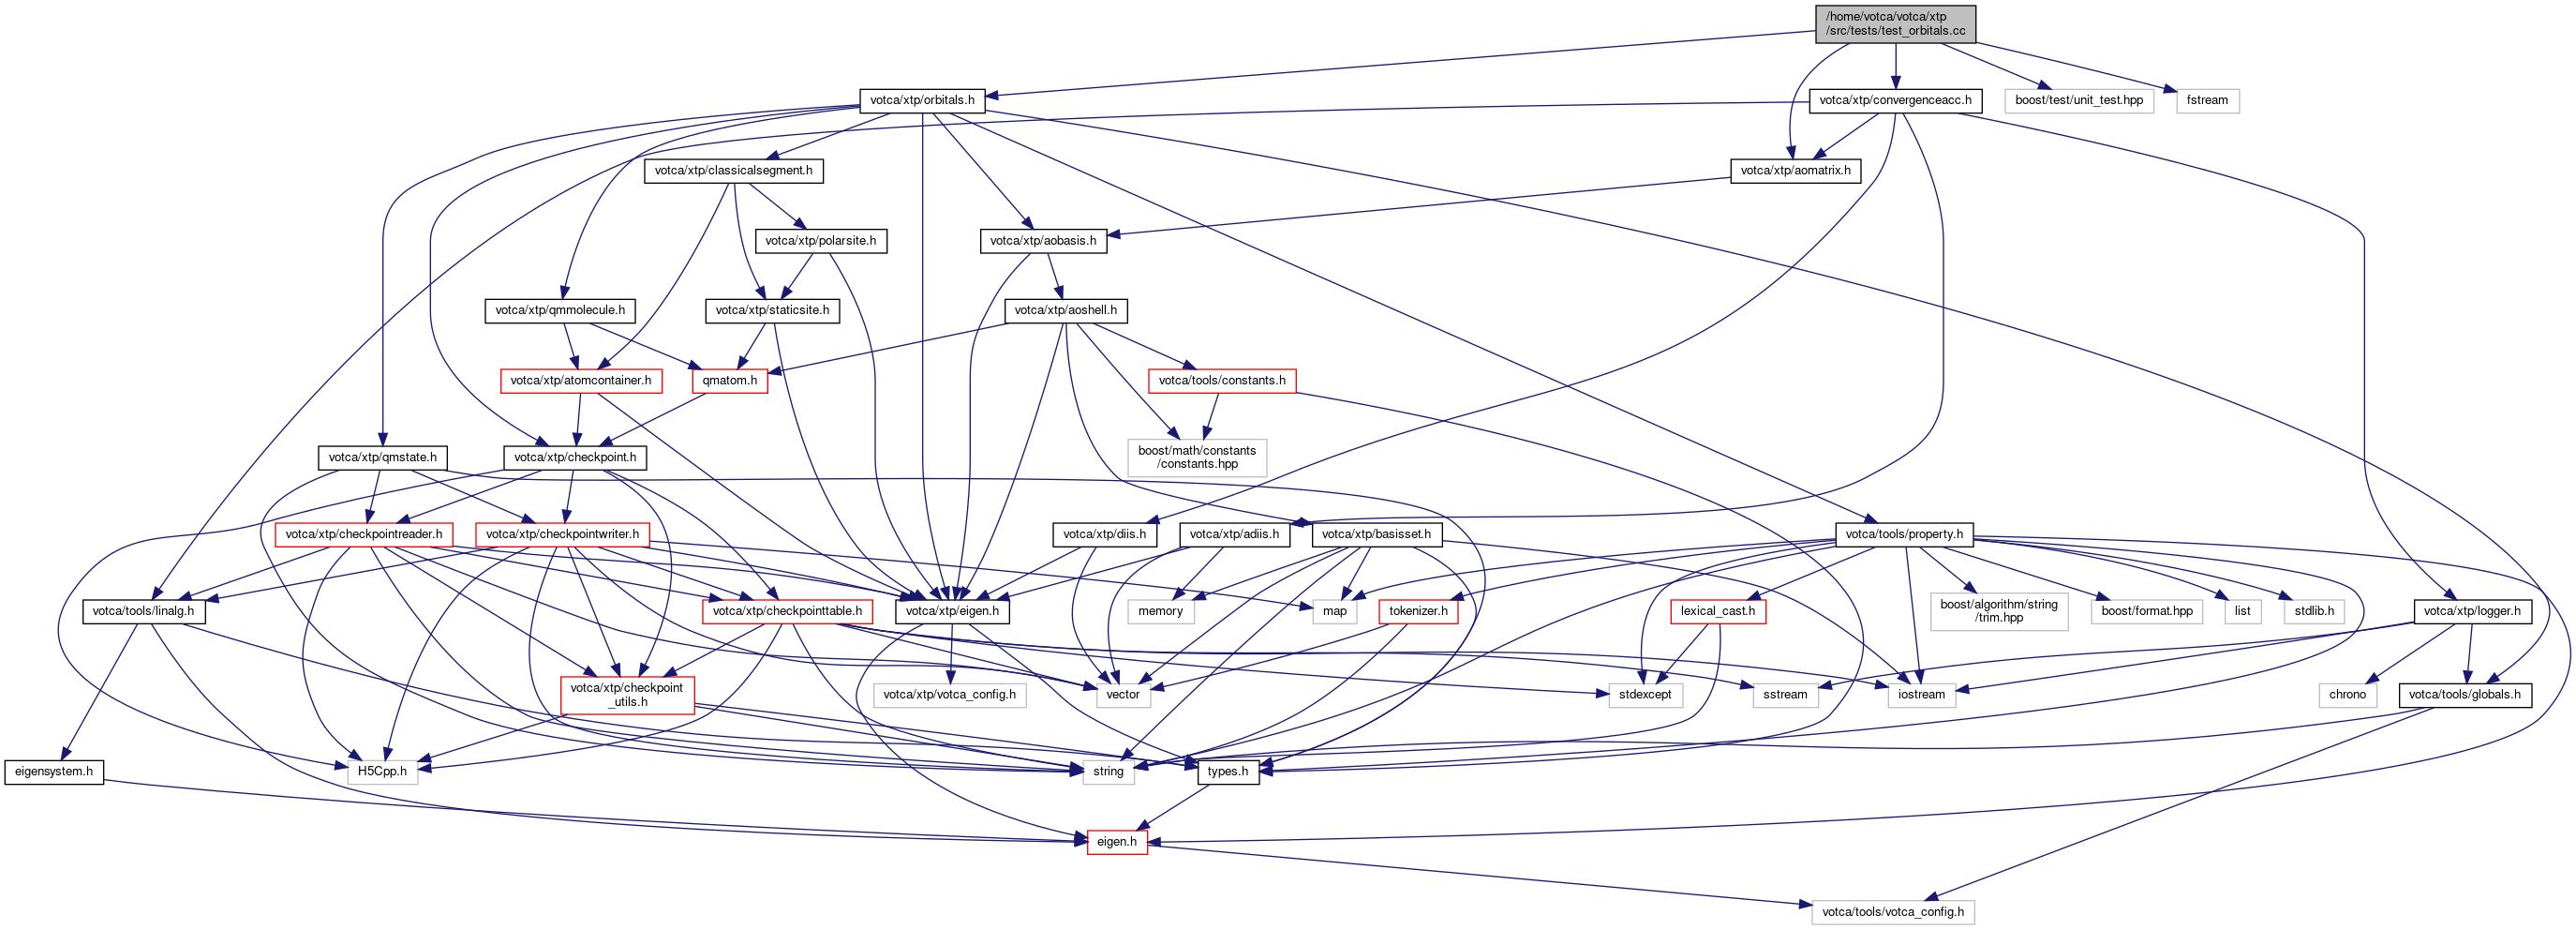 /home/votca/votca/xtp
/src/tests/test_orbitals.cc
votca/xtp/orbitals.h
votca/xtp/convergenceacc.h
boost/test/unit_test.hpp
fstream
votca/xtp/classicalsegment.h
votca/xtp/aomatrix.h
votca/xtp/polarsite.h
votca/xtp/aobasis.h
votca/xtp/qmmolecule.h
votca/xtp/staticsite.h
votca/xtp/aoshell.h
votca/xtp/atomcontainer.h
qmatom.h
votca/tools/constants.h
votca/xtp/qmstate.h
votca/xtp/checkpoint.h
boost/math/constants
/constants.hpp
votca/xtp/checkpointreader.h
votca/xtp/checkpointwriter.h
votca/xtp/diis.h
votca/xtp/adiis.h
votca/xtp/basisset.h
votca/tools/property.h
votca/tools/linalg.h
votca/xtp/checkpointtable.h
votca/xtp/eigen.h
memory
map
tokenizer.h
lexical_cast.h
boost/algorithm/string
/trim.hpp
boost/format.hpp
list
stdlib.h
votca/xtp/logger.h
votca/xtp/checkpoint
_utils.h
votca/xtp/votca_config.h
vector
stdexcept
sstream
iostream
chrono
votca/tools/globals.h
eigensystem.h
H5Cpp.h
string
types.h
eigen.h
votca/tools/votca_config.h